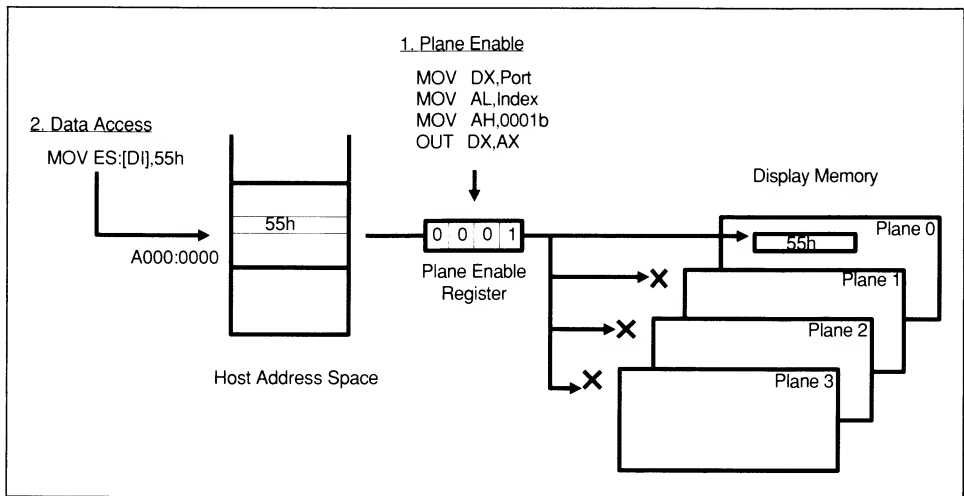 1. Plane Enable
MOV DX,Port
MOV AL,Index
MOV AH,0001b
OUT DX,AX
2. Data Access
MOV ES:[DI],55h
A000:0000
55h
Host Address Space
0 0 0 1
Plane Enable
Register
Display Memory
Plane 0
55h
Plane 1
Plane 2
Plane 3